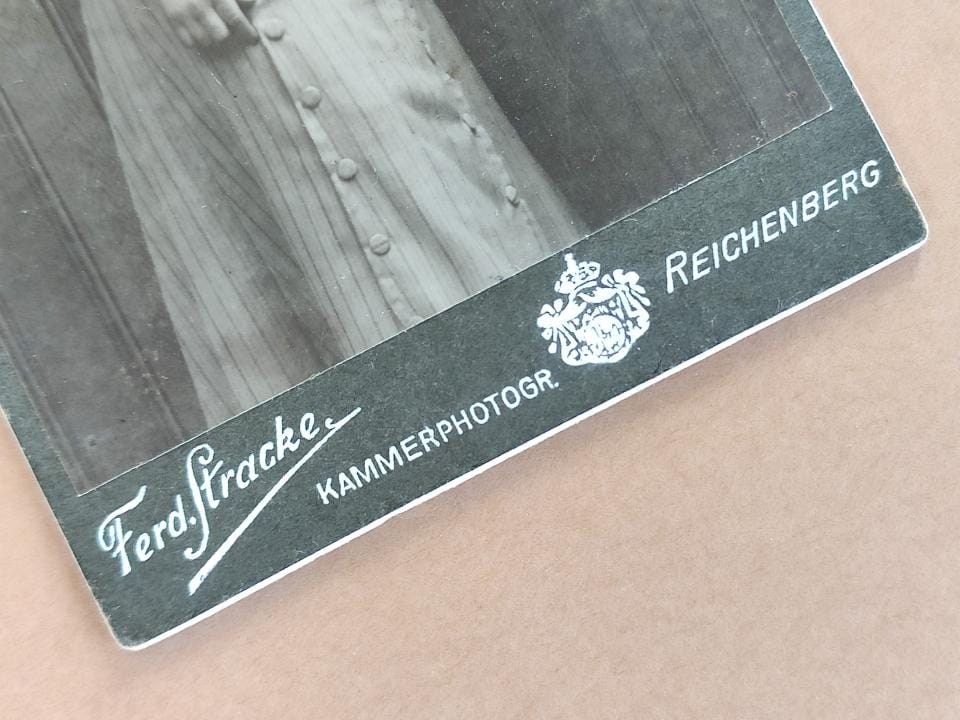 Ferd. Stracke.
KAMMERPHOTOGR.
REICHENBERG